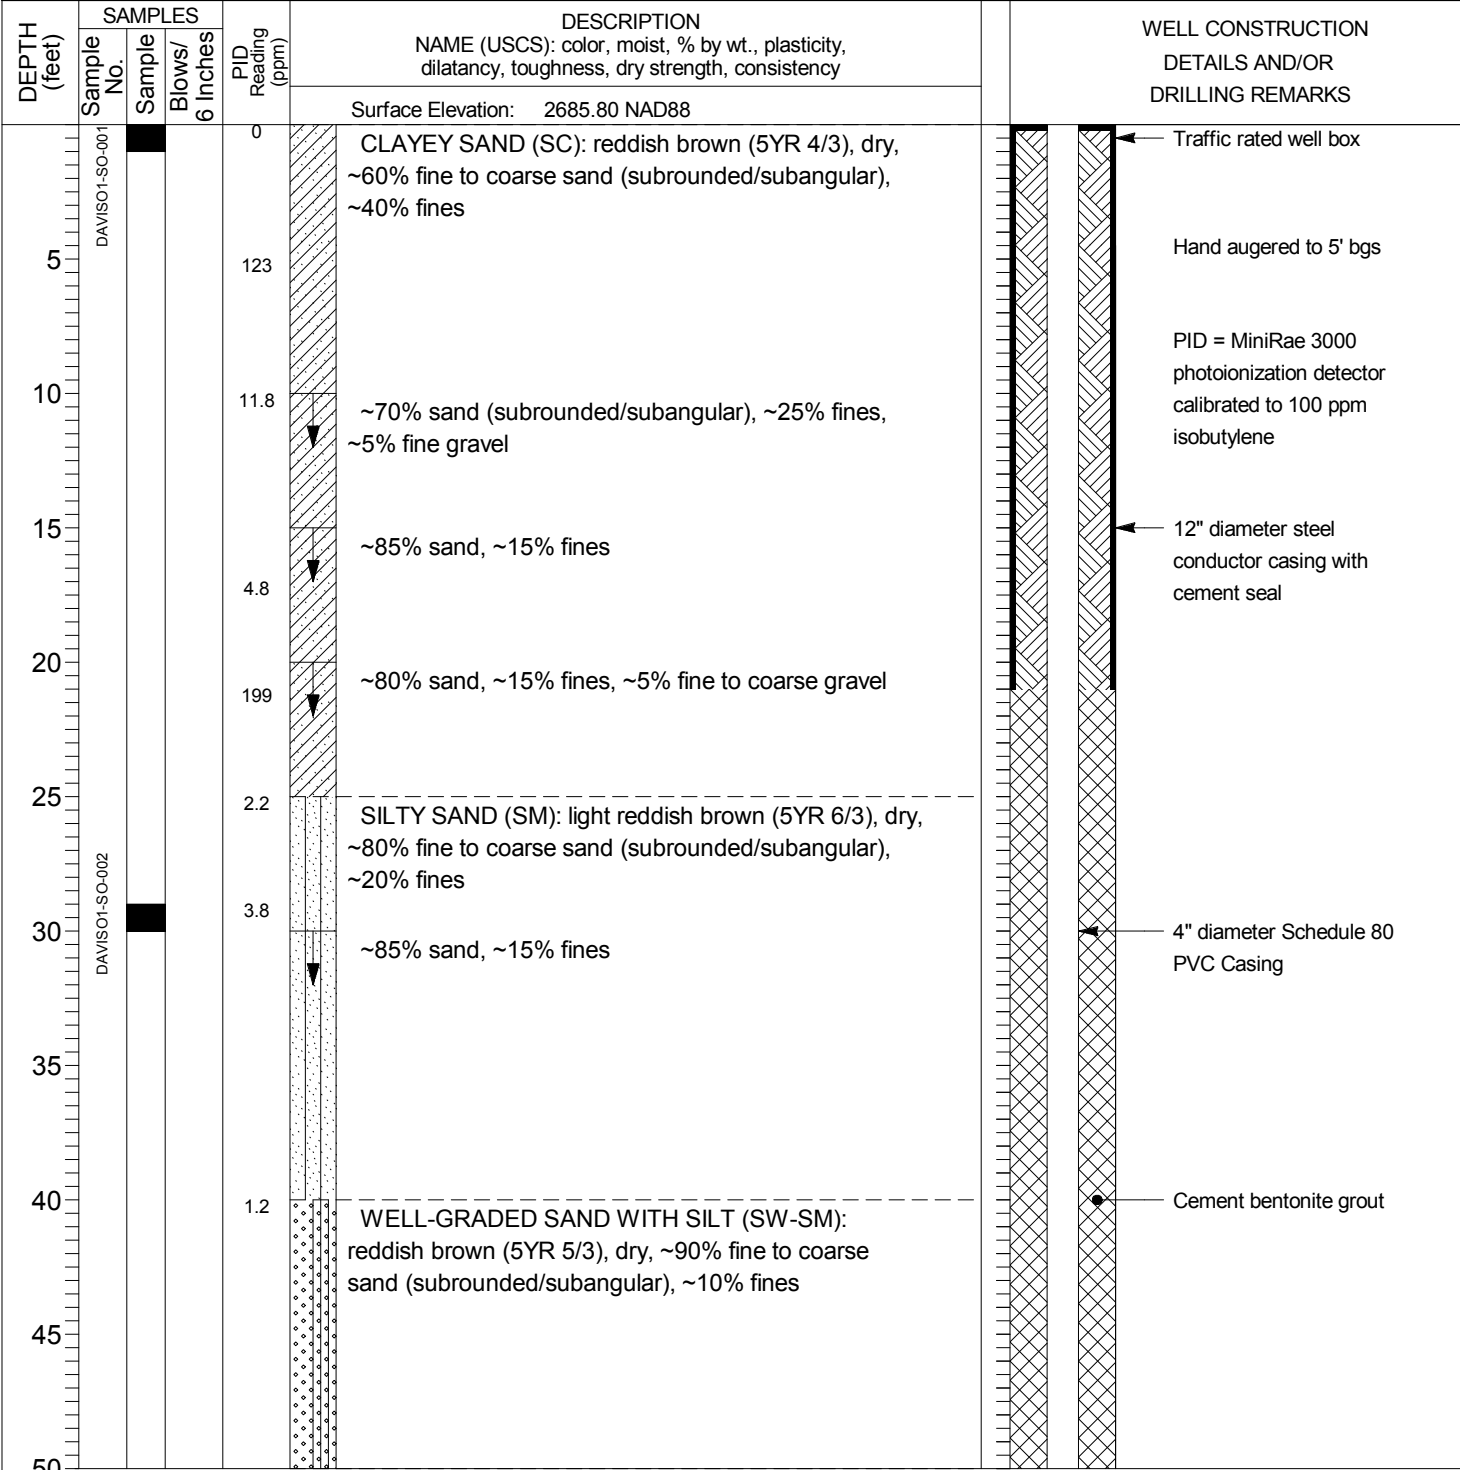 DEPTH
(feet)
SAMPLES
Sample
No.
Sample
Blows/
6 Inches
PID
Reading
(ppm)
DESCRIPTION
NAME (USCS): color, moist, % by wt., plasticity,
dilatancy, toughness, dry strength, consistency
Surface Elevation: 2685.80 NAD88
WELL CONSTRUCTION
DETAILS AND/OR
DRILLING REMARKS
DAVISO1-SO-001
0
CLAYEY SAND (SC): reddish brown (5YR 4/3), dry,
~60% fine to coarse sand (subrounded/subangular),
~40% fines
Traffic rated well box
5
123
Hand augered to 5' bgs
PID = MiniRae 3000
photoionization detector
calibrated to 100 ppm
isobutylene
10
11.8
~70% sand (subrounded/subangular), ~25% fines,
~5% fine gravel
15
~85% sand, ~15% fines
12" diameter steel
conductor casing with
cement seal
4.8
20
199
~80% sand, ~15% fines, ~5% fine to coarse gravel
25
2.2
SILTY SAND (SM): light reddish brown (5YR 6/3), dry,
~80% fine to coarse sand (subrounded/subangular),
~20% fines
DAVISO1-SO-002
3.8
30
~85% sand, ~15% fines
4" diameter Schedule 80
PVC Casing
35
40
1.2
WELL-GRADED SAND WITH SILT (SW-SM):
reddish brown (5YR 5/3), dry, ~90% fine to coarse
sand (subrounded/subangular), ~10% fines
Cement bentonite grout
45
50